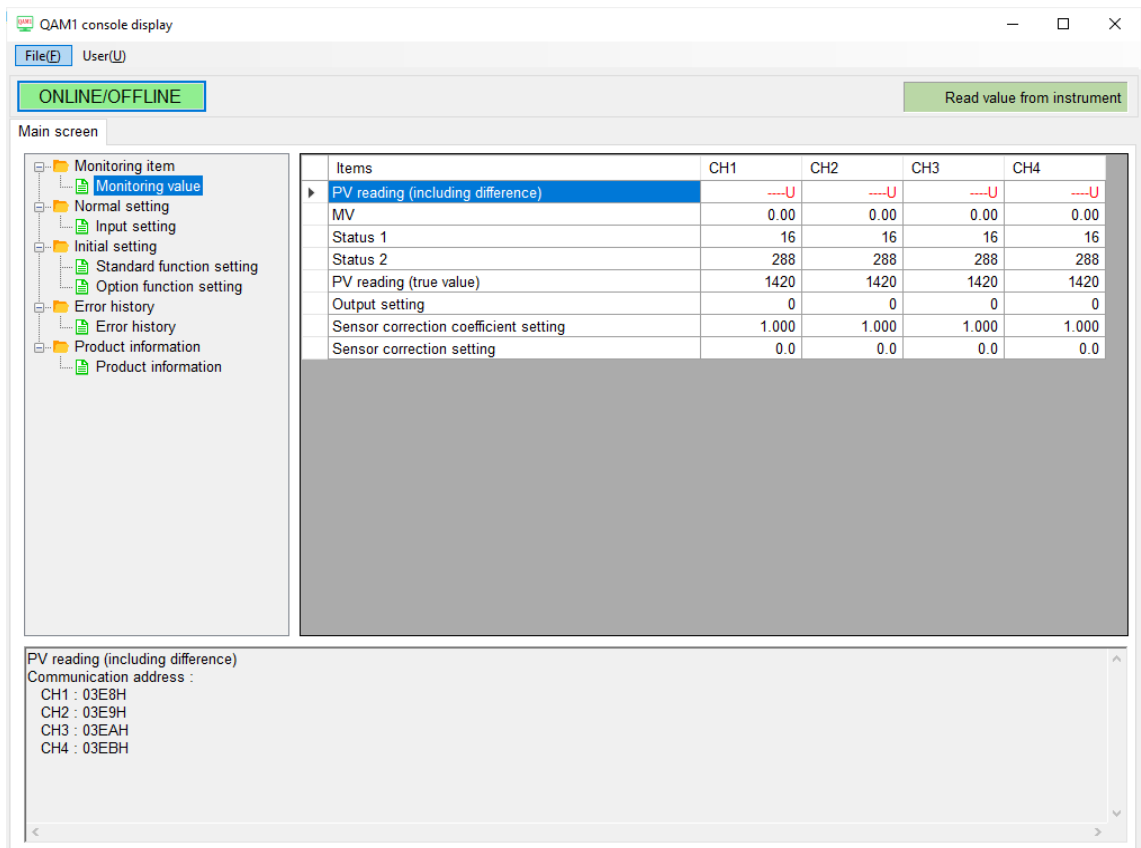 QAM1 console display
File(F) User(U)
ONLINE/OFFLINE
Read value from instrument
Main screen
Monitoring item
Monitoring value
Normal setting
Input setting
Initial setting
Standard function setting
Option function setting
Error history
Error history
Product information
Product information
Items CH1 CH2 CH3 CH4
PV reading (including difference) ----U ----U ----U ----U
MV 0.00 0.00 0.00 0.00
Status 1 16 16 16 16
Status 2 288 288 288 288
PV reading (true value) 1420 1420 1420 1420
Output setting 0 0 0 0
Sensor correction coefficient setting 1.000 1.000 1.000 1.000
Sensor correction setting 0.0 0.0 0.0 0.0
PV reading (including difference)
Communication address :
CH1 : 03E8H
CH2 : 03E9H
CH3 : 03EAH
CH4 : 03EBH